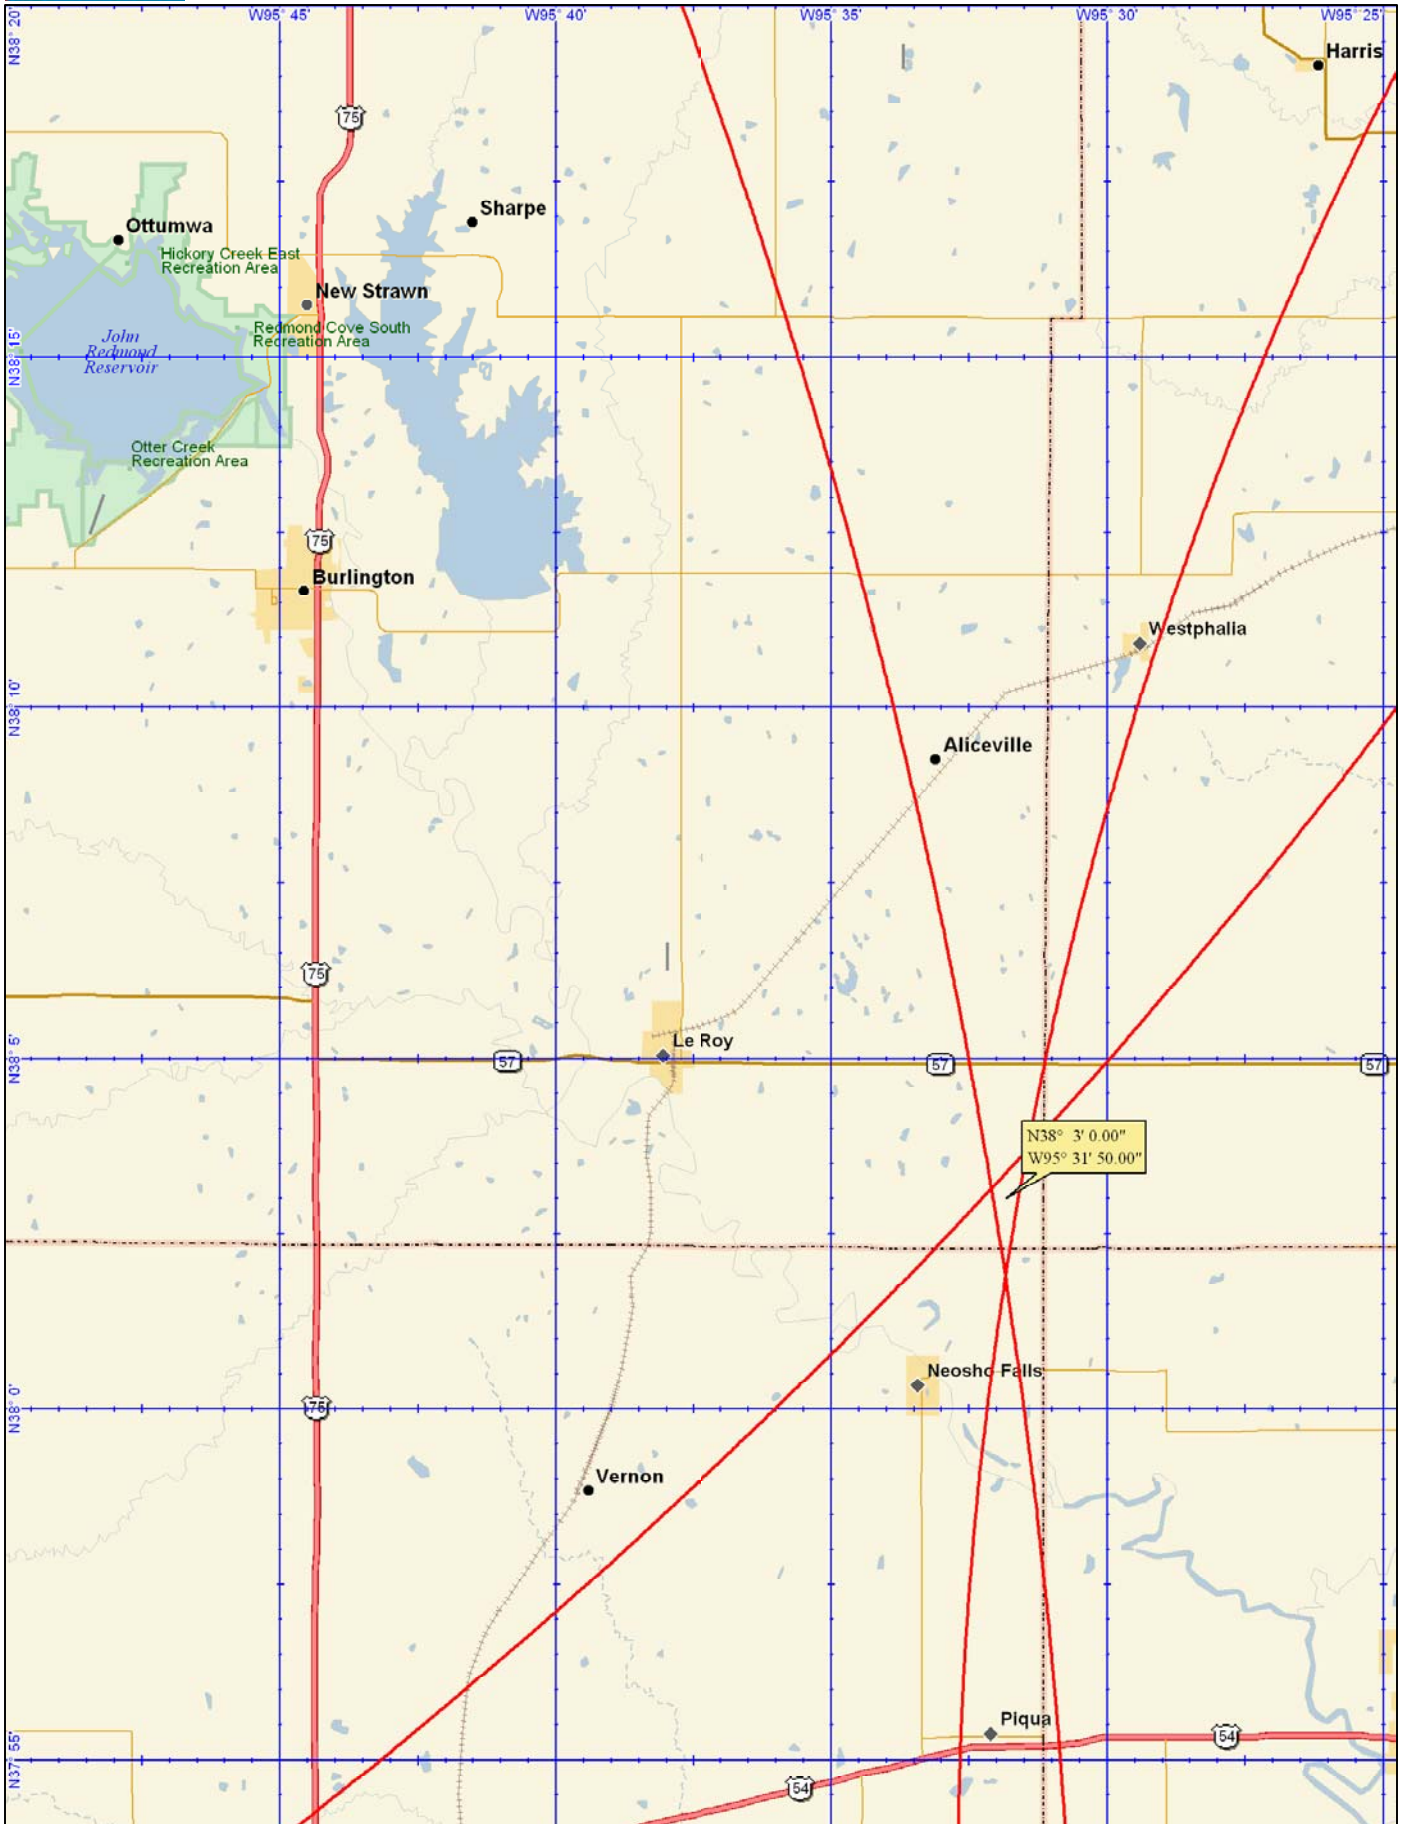 W95° 45'
W95° 40'
W95° 35'
W95° 30'
W95° 25'
N38° 20'
Harris
75
Sharpe
Ottumwa
Hickory Creek East
Recreation Area
New Strawn
Redmond Cove South
Recreation Area
John
Redmond
Reservoir
N38° 15'
Otter Creek
Recreation Area
75
Burlington
Westphalia
N38° 10'
Aliceville
75
Le Roy
N38° 5'
57
57
57
N38° 3' 0.00"
W95° 31' 50.00"
Neosho Falls
N38° 0'
75
Vernon
Piqua
54
N37° 55'
54